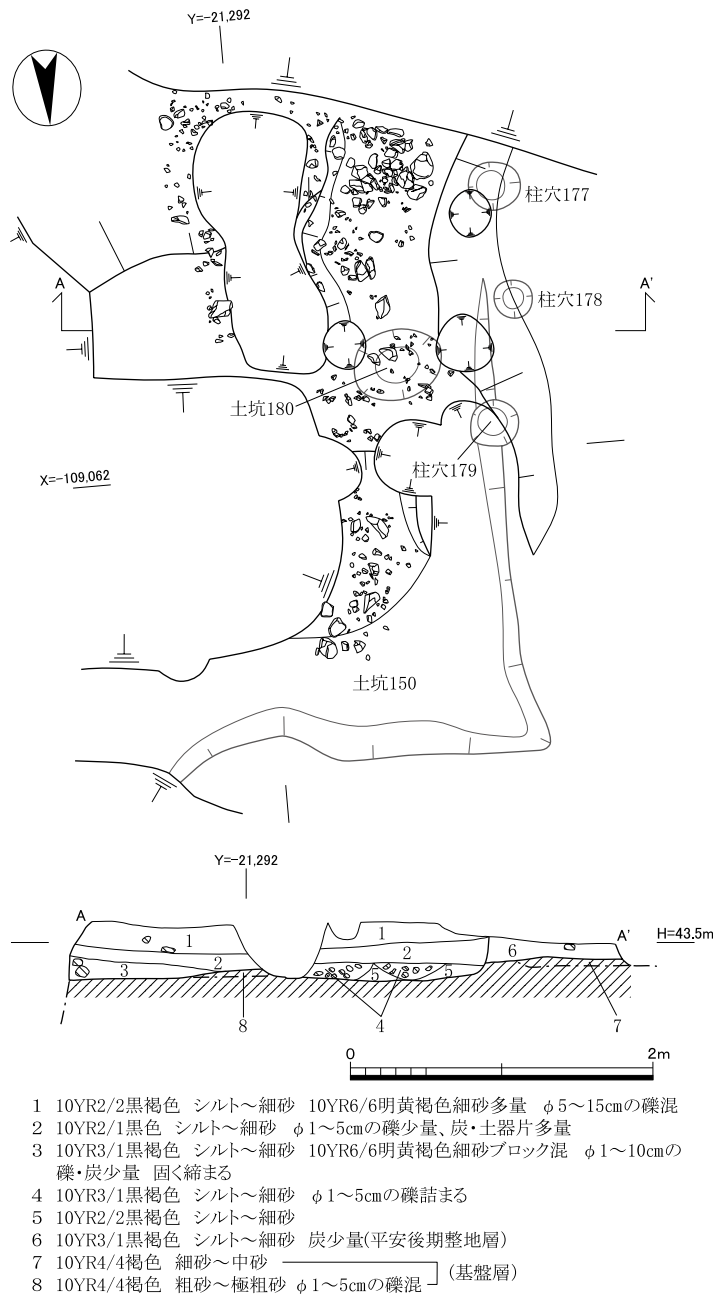 Y=-21,292
柱穴177
A
A'
柱穴178
土坑180
柱穴179
X=-109,062
土坑150
Y=-21,292
A
A'
H=43.5m
1
1
2
2
3
4
5
5
6
7
8
0
2m
1 10YR2/2黒褐色 シルト～細砂 10YR6/6明黄褐色細砂多量 φ5～15cmの礫混
2 10YR2/1黒色 シルト～細砂 φ1～5cmの礫少量、炭・土器片多量
3 10YR3/1黒褐色 シルト～細砂 10YR6/6明黄褐色細砂ブロック混 φ1～10cmの
礫・炭少量 固く締まる
4 10YR3/1黒褐色 シルト～細砂 φ1～5cmの礫詰まる
5 10YR2/2黒褐色 シルト～細砂
6 10YR3/1黒褐色 シルト～細砂 炭少量(平安後期整地層)
7 10YR4/4褐色 細砂～中砂
8 10YR4/4褐色 粗砂～極粗砂 φ1～5cmの礫混
(基盤層)